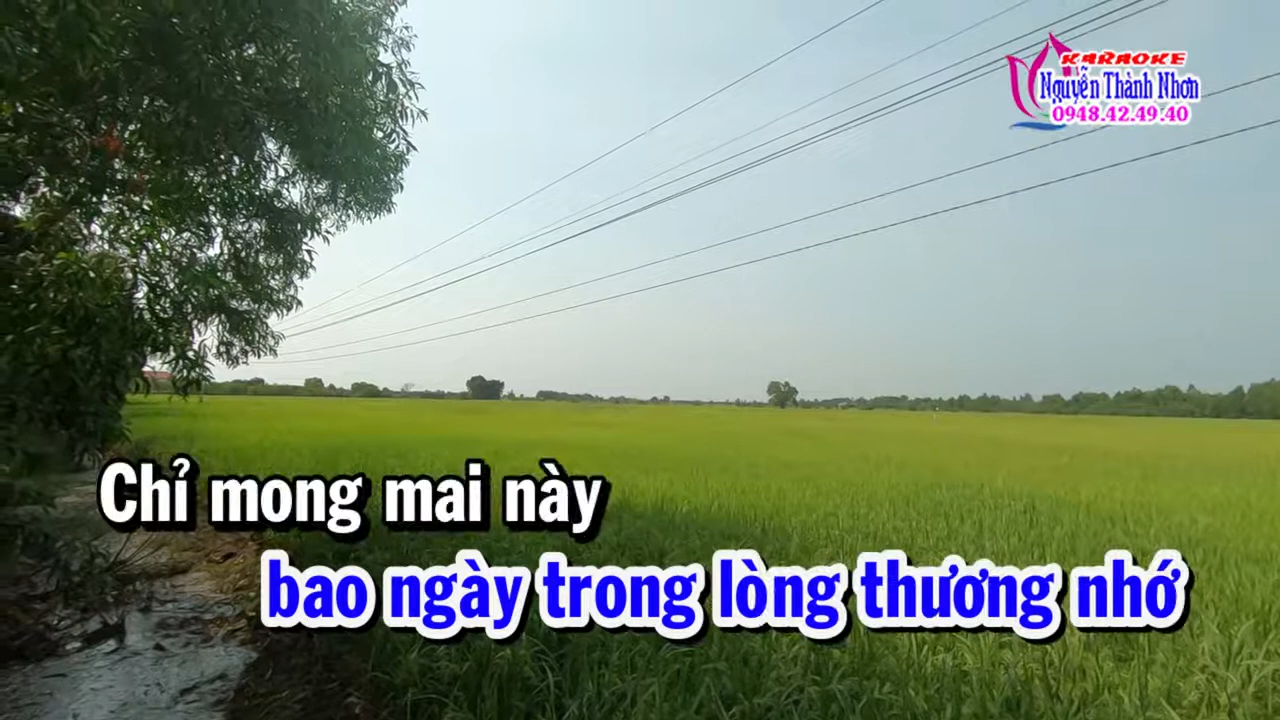 KARAOKE
Nguyễn Thành Nhơn
0948.42.49.40
Chỉ mong mai này
bao ngày trong lòng thương nhớ